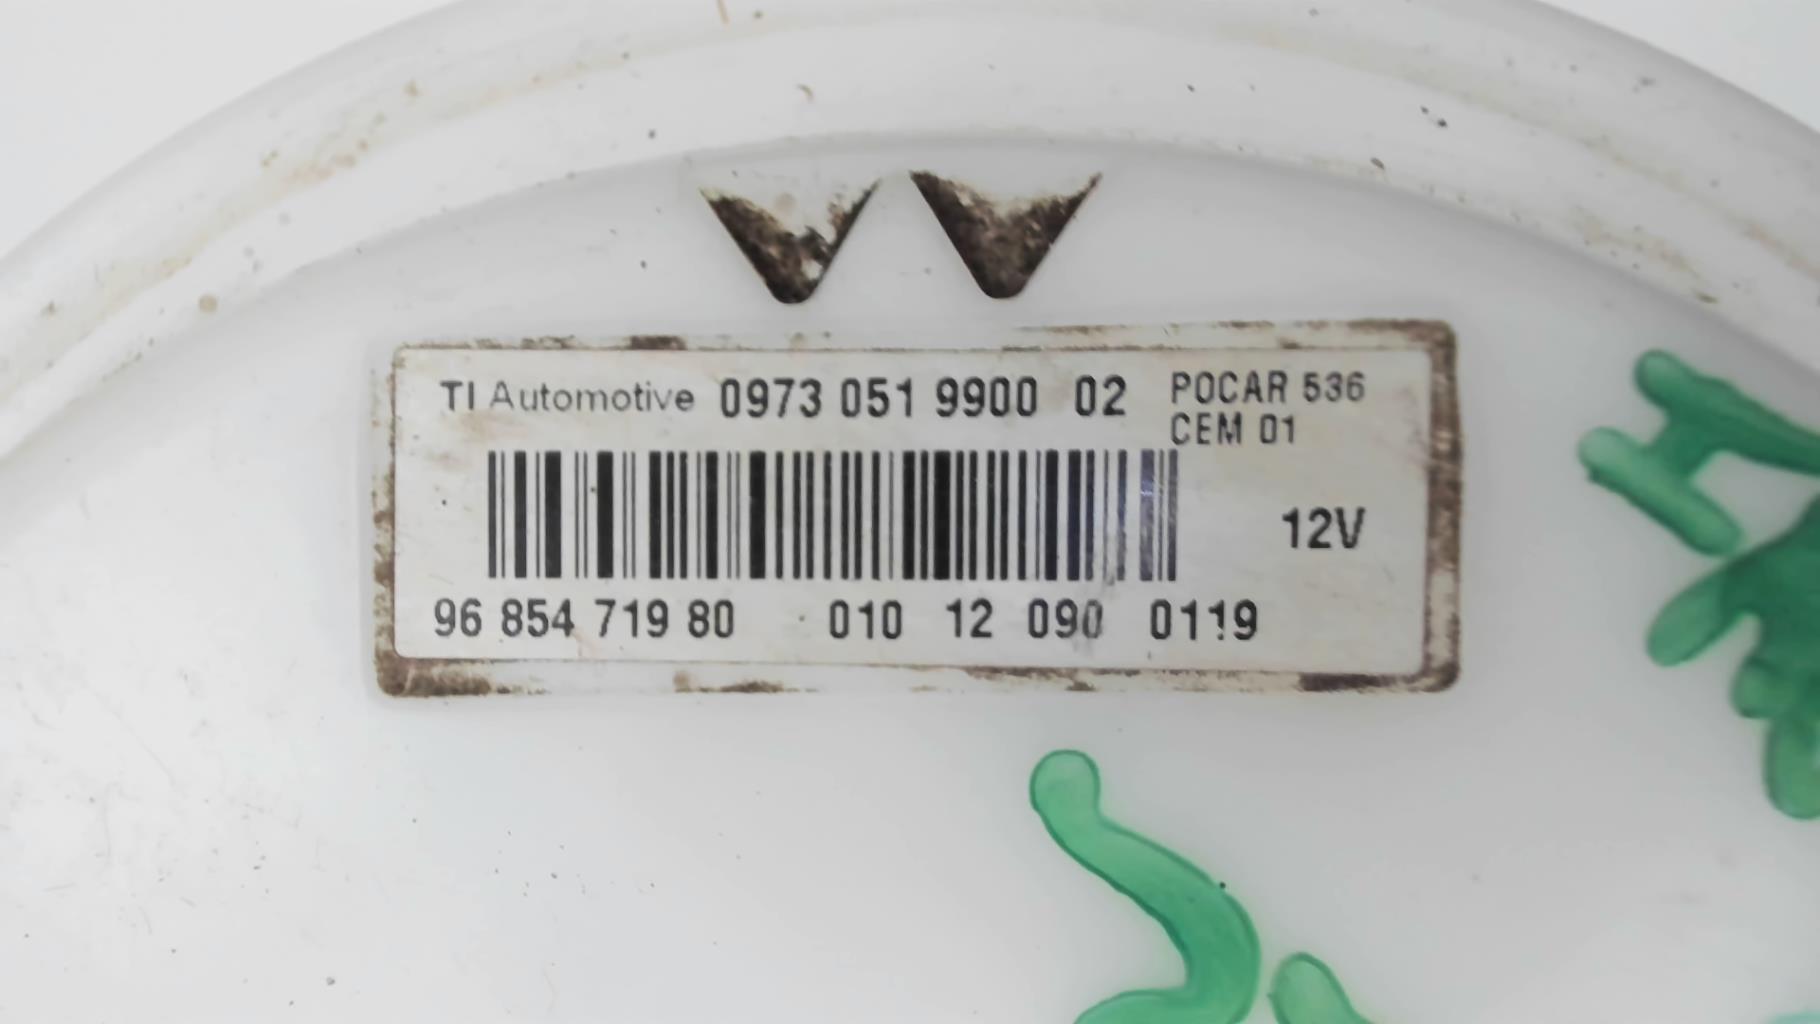 TI Automotive 0973 051 9900 02
POCAR 536
CEM 01
12V
96 854 719 80 010 12 090 0119